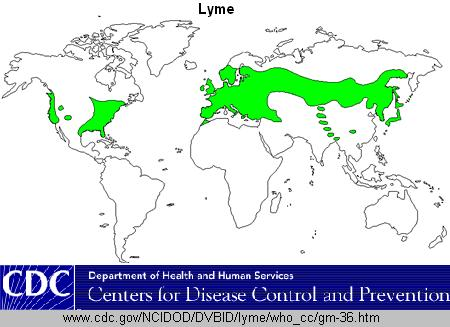 Lyme
CDC
Department of Health and Human Services
Centers for Disease Control and Prevention
www.cdc.gov/NCIDOD/DVBID/lyme/who_cc/gm-36.htm